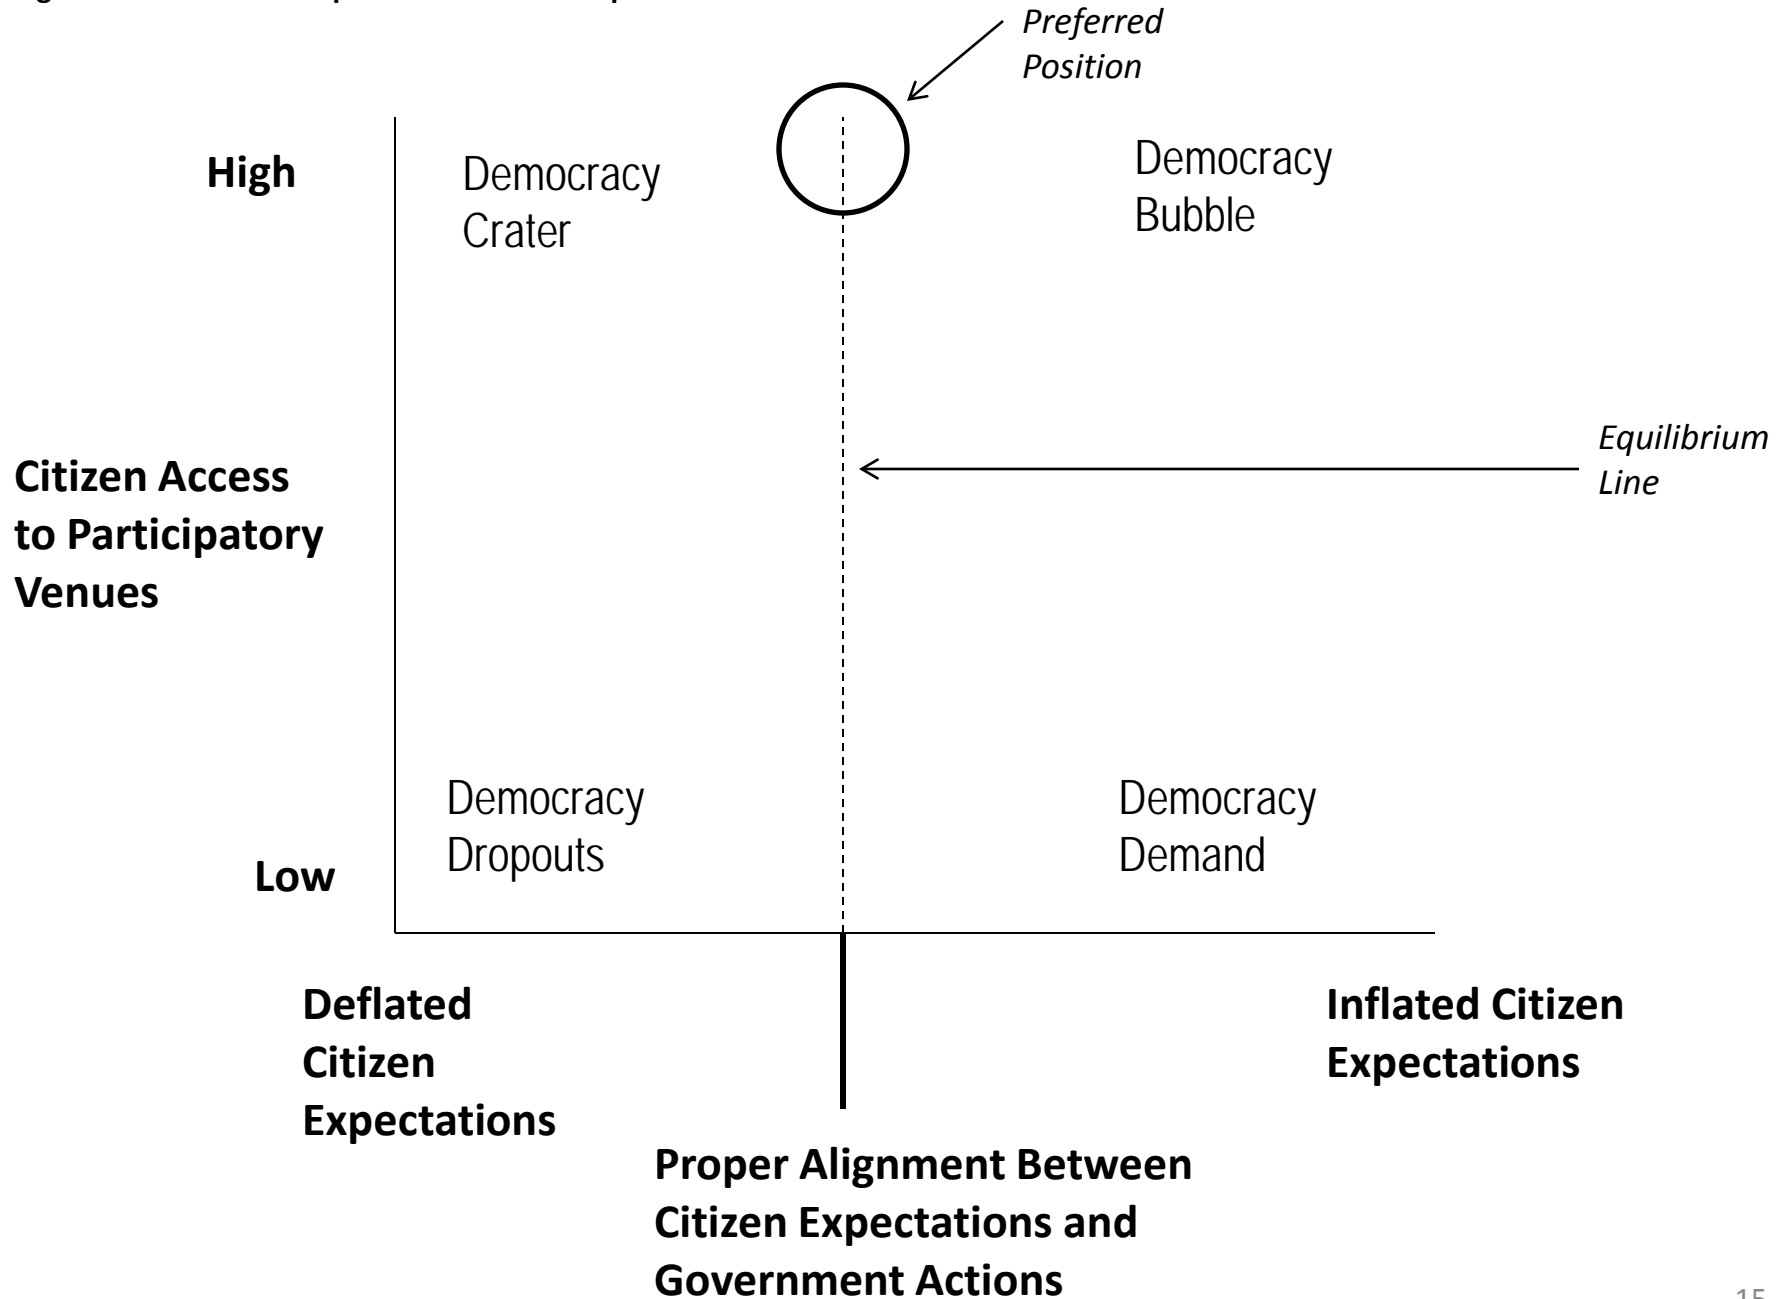 Preferred
Position
High
Democracy
Crater
Democracy
Bubble
Equilibrium
Line
Citizen Access
to Participatory
Venues
Democracy
Dropouts
Democracy
Demand
Low
Deflated
Citizen
Expectations
Inflated Citizen
Expectations
Proper Alignment Between
Citizen Expectations and
Government Actions
15